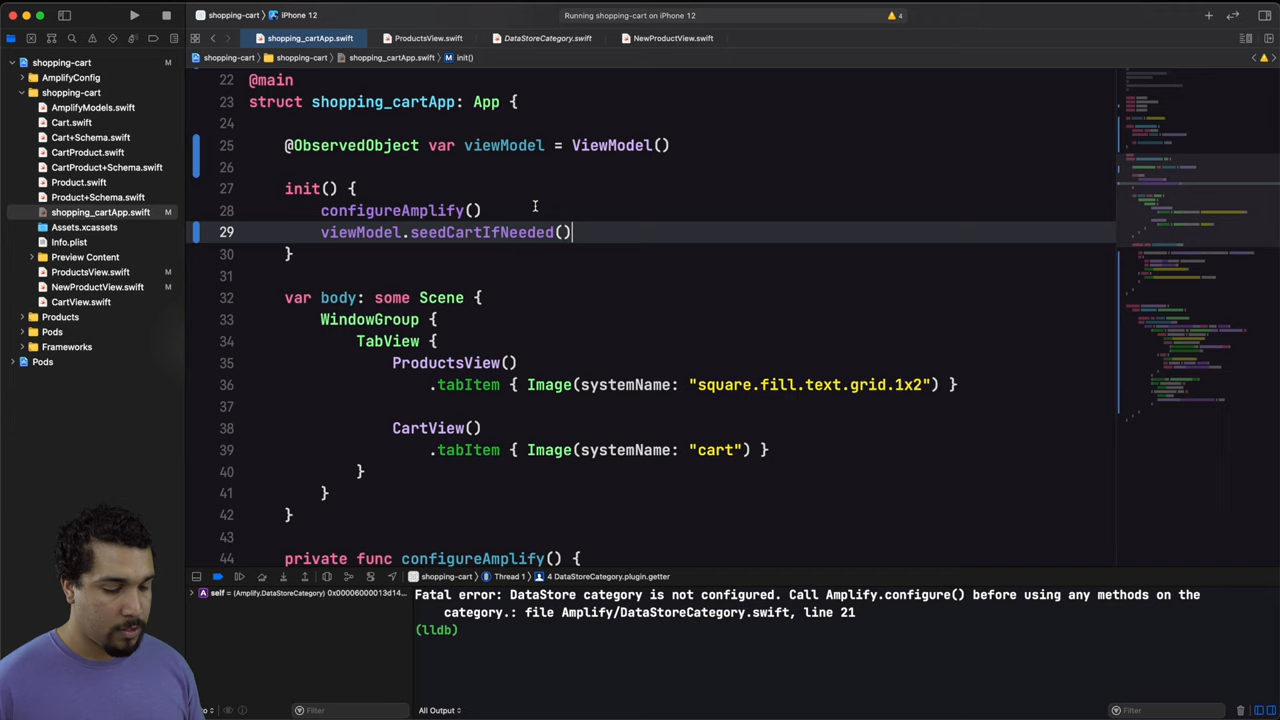 shopping-cart
iPhone 12
Running shopping-cart on iPhone 12
4
shopping_cartApp.swift
ProductsView.swift
DataStoreCategory.swift
NewProductView.swift
shopping-cart
shopping-cart
shopping_cartApp.swift
M
init()
shopping-cart
M
AmplifyConfig
shopping-cart
AmplifyModels.swift
Cart.swift
Cart+Schema.swift
CartProduct.swift
CartProduct+Schema.swift
Product.swift
Product+Schema.swift
shopping_cartApp.swift
M
Assets.xcassets
Info.plist
Preview Content
ProductsView.swift
M
NewProductView.swift
M
CartView.swift
Products
Pods
Frameworks
Pods
22 @main
23 struct shopping_cartApp: App {
24
25 @ObservedObject var viewModel = ViewModel()
26
27 init() {
28 configureAmplify()
29 viewModel.seedCartIfNeeded()
30 }
31
32 var body: some Scene {
33 WindowGroup {
34 TabView {
35 ProductsView()
36 .tabItem { Image(systemName: "square.fill.text.grid.1x2") }
37
38 CartView()
39 .tabItem { Image(systemName: "cart") }
40 }
41 }
42 }
43
44 private func configureAmplify() {
shopping-cart
Thread 1
4 DataStoreCategory.plugin.getter
A self = (Amplify.DataStoreCategory) 0x00006000013d14...
Fatal error: DataStore category is not configured. Call Amplify.configure() before using any methods on the
category.: file Amplify/DataStoreCategory.swift, line 21
(lldb)
Filter
All Output
Filter